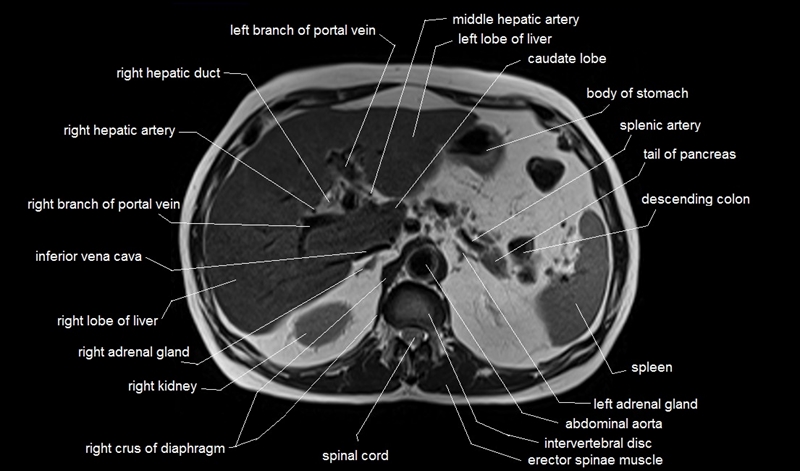 middle hepatic artery
left branch of portal vein
left lobe of liver
caudate lobe
right hepatic duct
body of stomach
splenic artery
right hepatic artery
tail of pancreas
descending colon
right branch of portal vein
inferior vena cava
right lobe of liver
right adrenal gland
spleen
right kidney
left adrenal gland
abdominal aorta
intervertebral disc
right crus of diaphragm
spinal cord
erector spinae muscle